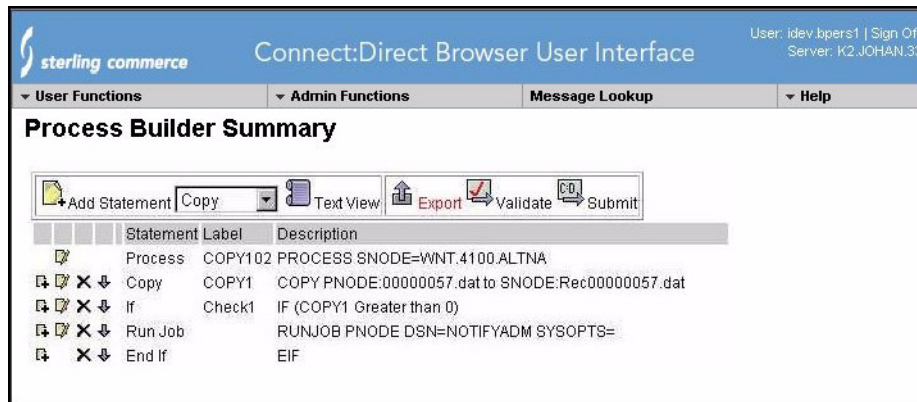 User: idev.bpers1 | Sign Of
sterling commerce
Connect:Direct Browser User Interface
Server: K2.JOHAN.33
User Functions Admin Functions Message Lookup Help
Process Builder Summary
Add Statement Copy Text View Export Validate C:D, Submit
Statement Label Description
Process COPY102 PROCESS SNODE=WNT.4100.ALTNA
Copy COPY1 COPY PNODE:00000057.dat to SNODE:Rec00000057.dat
If Check1 IF (COPY1 Greater than 0)
Run Job RUNJOB PNODE DSN=NOTIFYADM SYSOPTS=
End If EIF